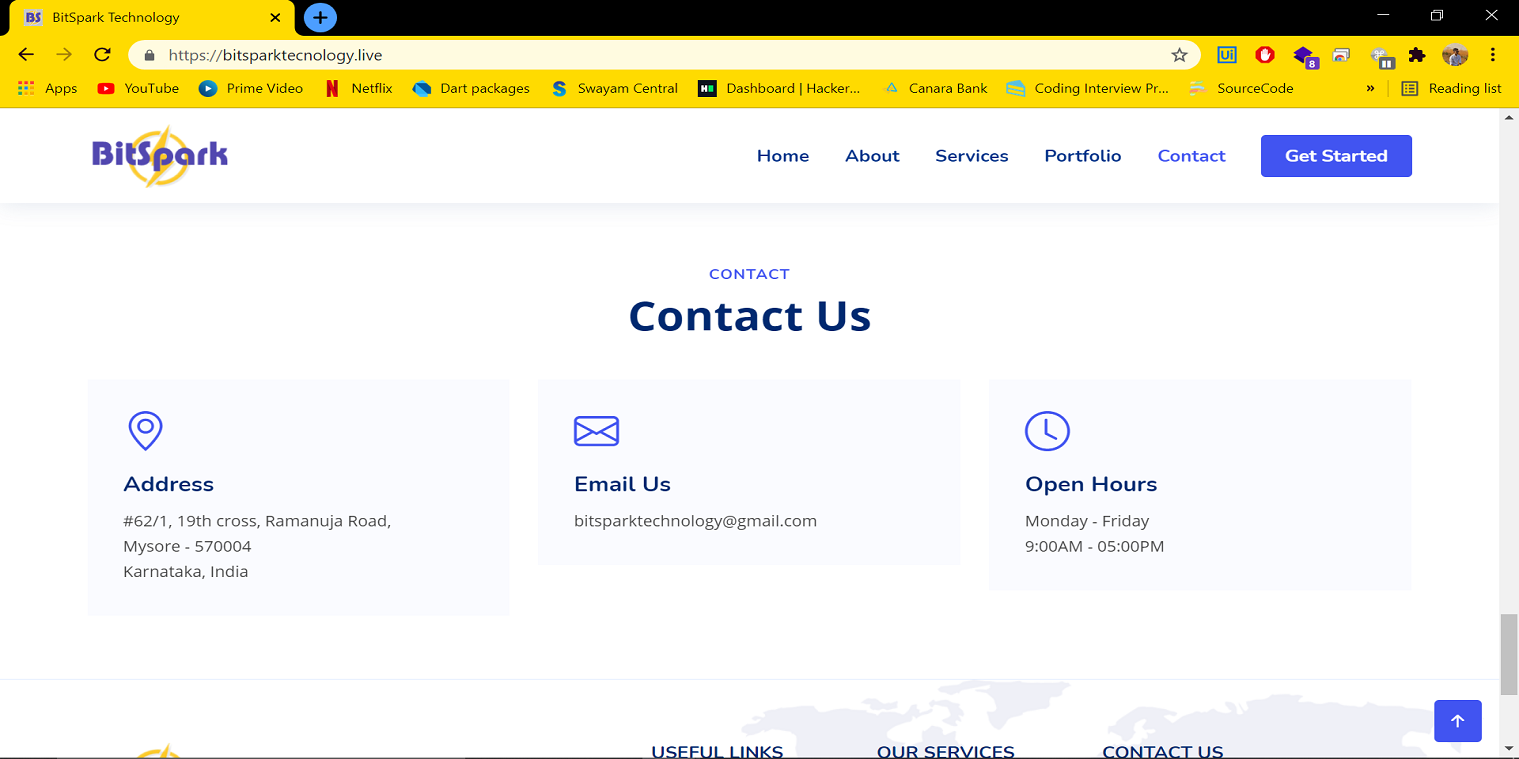 BS BitSpark Technology
https://bitsparktecnology.live
Ui
8
Apps YouTube Prime Video Netflix Dart packages Swayam Central Dashboard | Hacker... Canara Bank Coding Interview Pr... SourceCode » Reading list
BitSpark
Home About Services Portfolio Contact Get Started
CONTACT
Contact Us
Address
#62/1, 19th cross, Ramanuja Road,
Mysore - 570004
Karnataka, India
Email Us
bitsparktechnology@gmail.com
Open Hours
Monday - Friday
9:00AM - 05:00PM
USEFUL LINKS OUR SERVICES CONTACT US